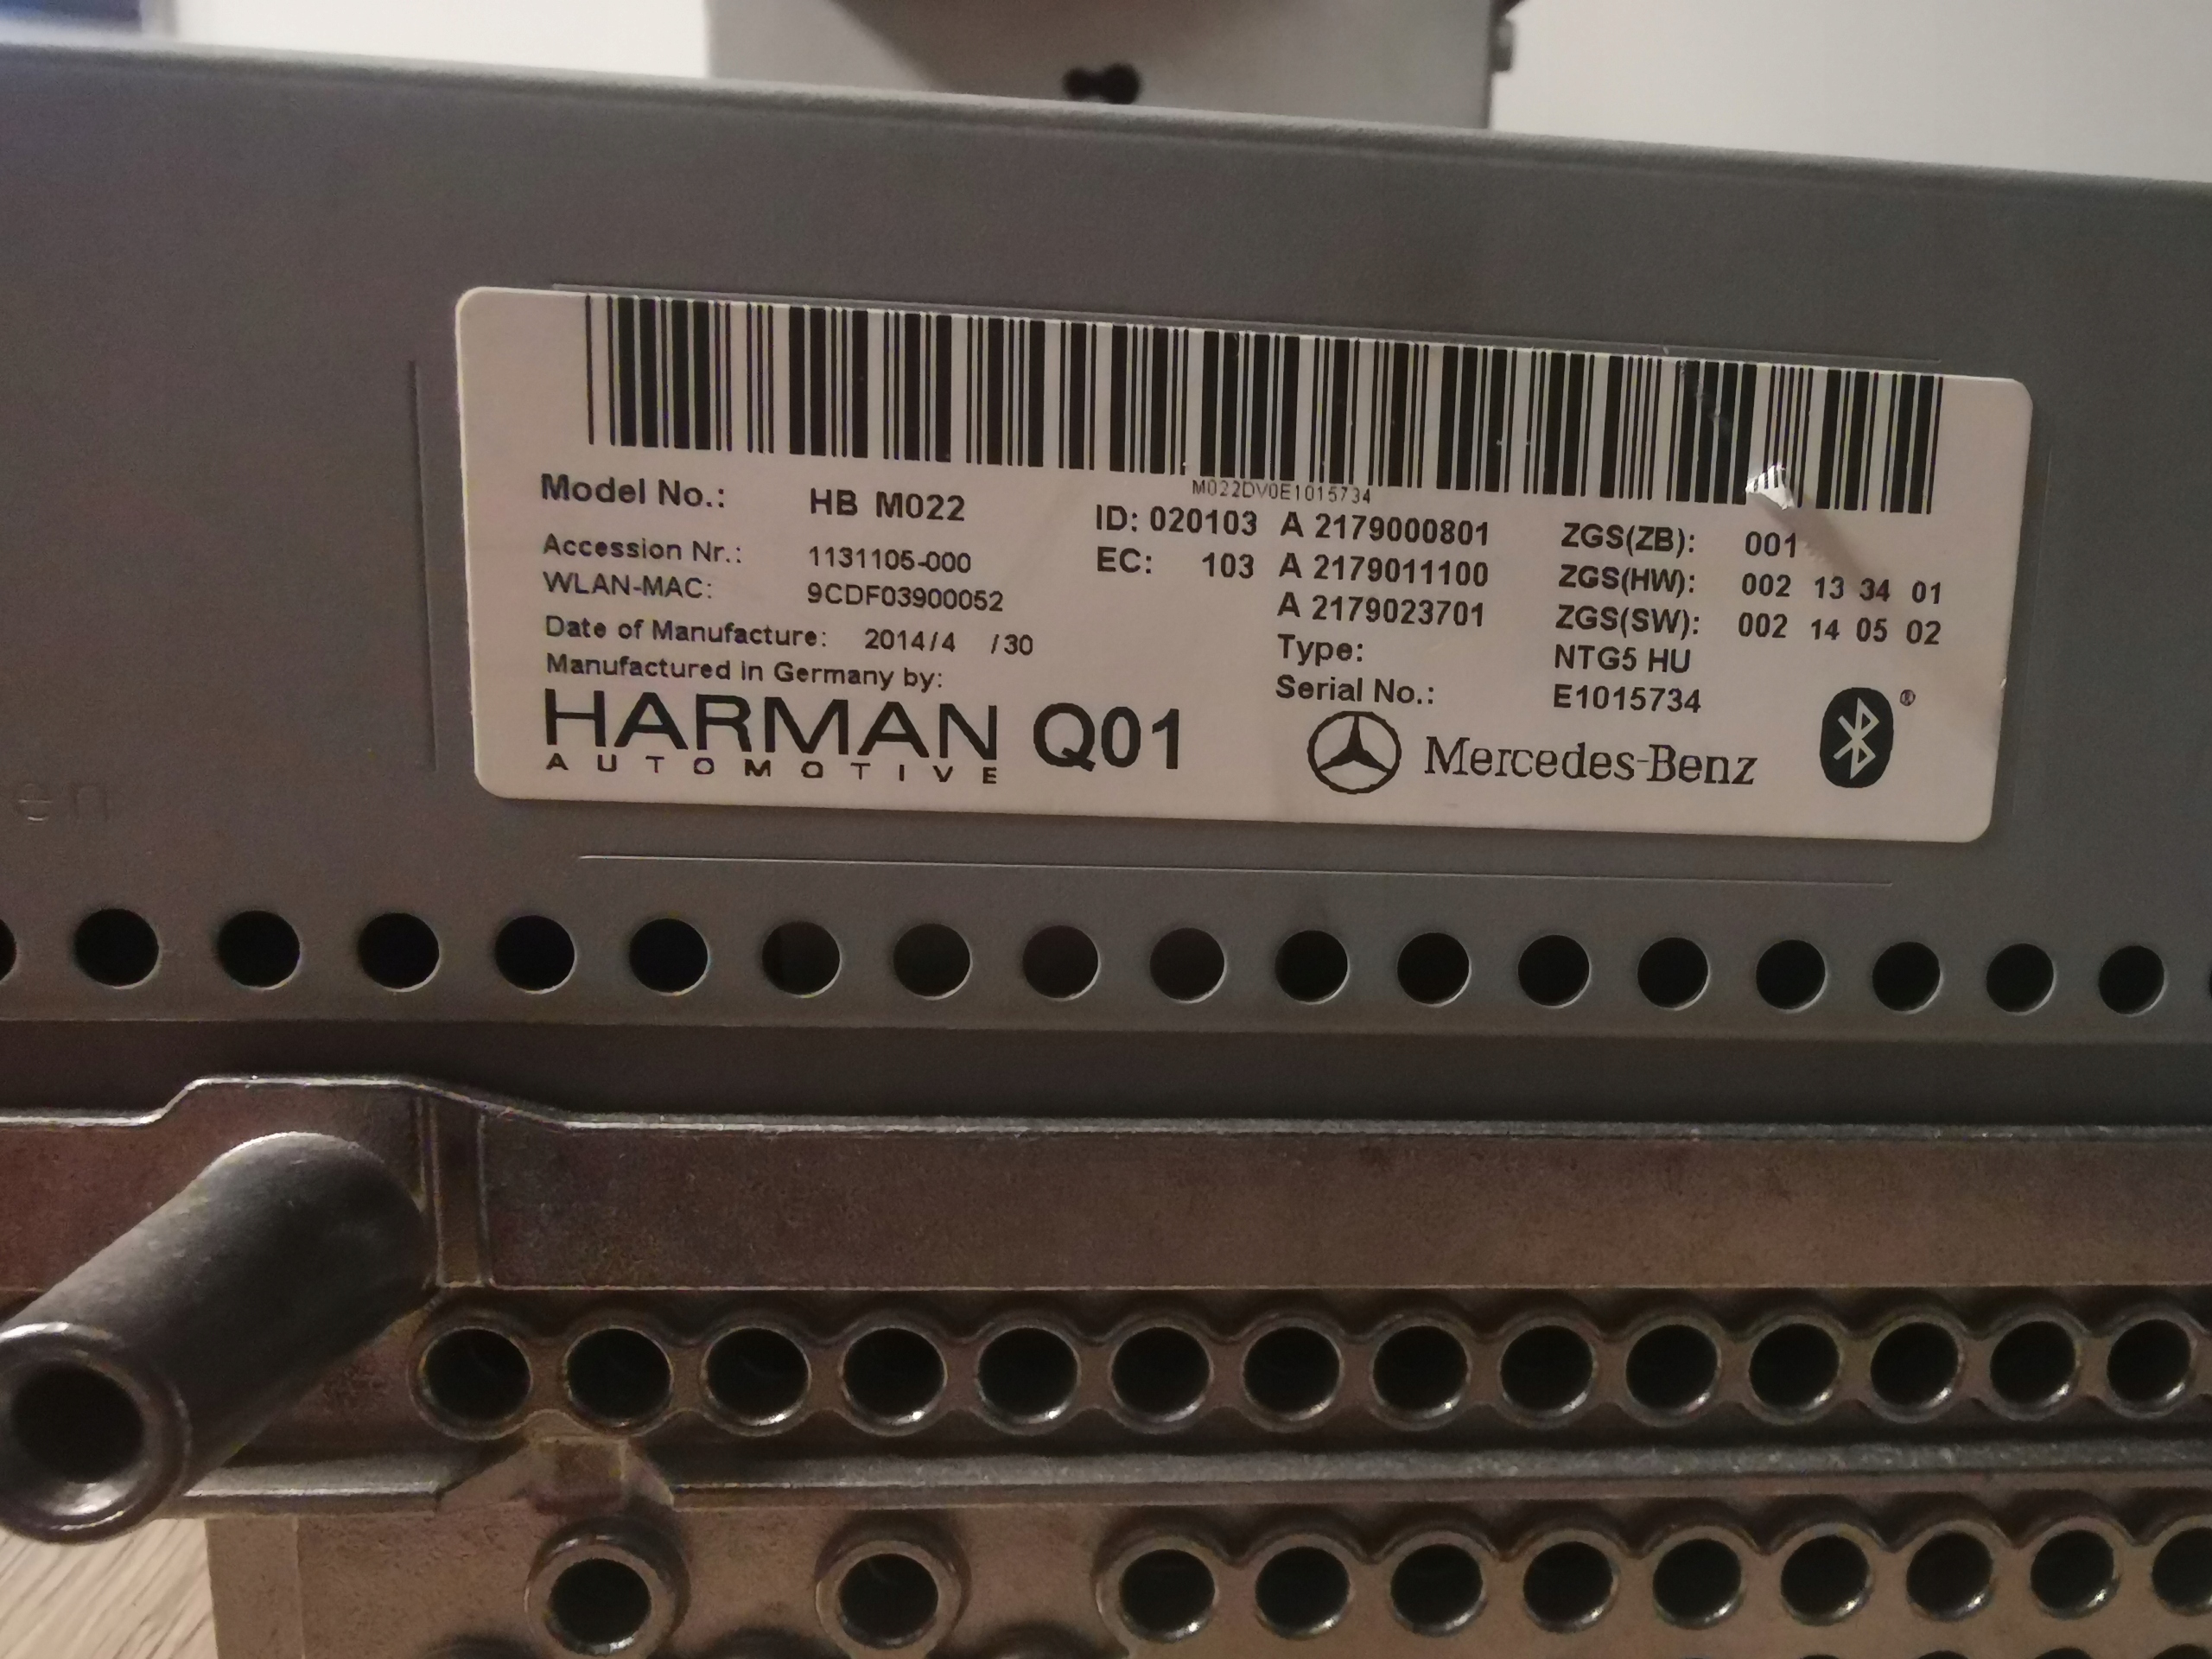 M022DV0E1015734
Model No.: HB M022
ID: 020103 A 2179000801 ZGS(ZB): 001
Accession Nr.: 1131105-000
EC: 103 A 2179011100 ZGS(HW): 002 13 34 01
WLAN-MAC: 9CDF03900052
A 2179023701 ZGS(SW): 002 14 05 02
Date of Manufacture: 2014/4 /30
Type: NTG5 HU
Manufactured in Germany by:
Serial No.: E1015734
HARMAN Q01
AUTOMOTIVE
Mercedes-Benz
®
en